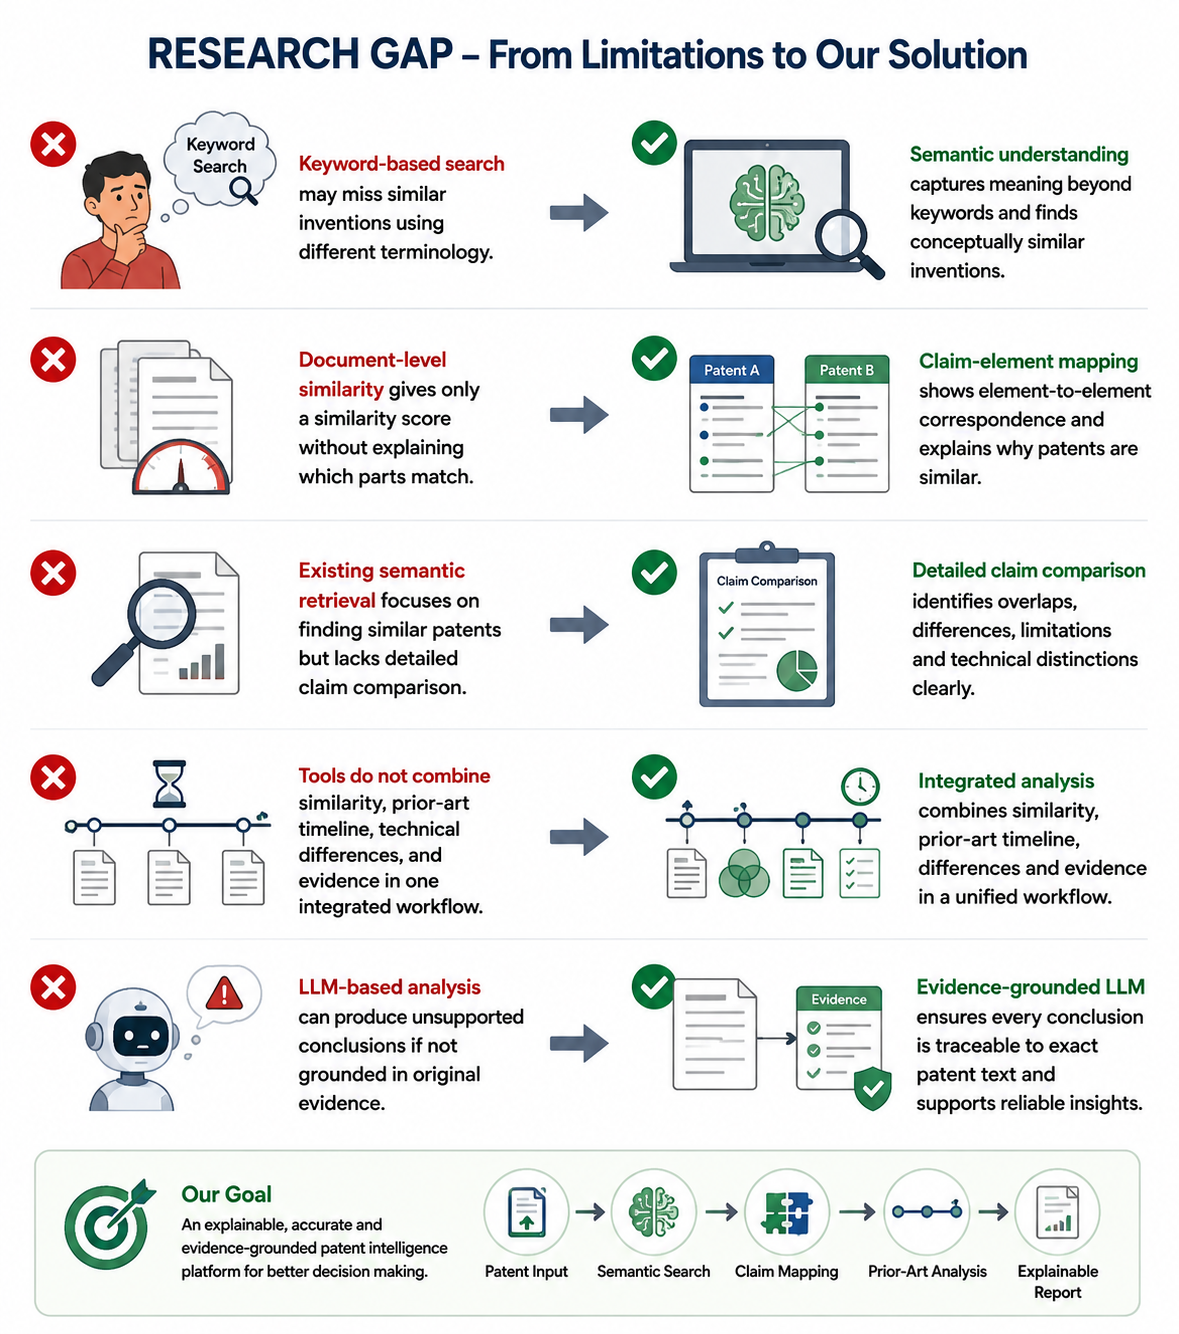 RESEARCH GAP – From Limitations to Our Solution
Keyword
Search
Keyword-based search
may miss similar
inventions using
different terminology.
Semantic understanding
captures meaning beyond
keywords and finds
conceptually similar
inventions.
Document-level
similarity gives only
a similarity score
without explaining
which parts match.
Patent A
Patent B
Claim-element mapping
shows element-to-element
correspondence and
explains why patents are
similar.
Existing semantic
retrieval focuses on
finding similar patents
but lacks detailed
claim comparison.
Claim Comparison
Detailed claim comparison
identifies overlaps,
differences, limitations
and technical distinctions
clearly.
Tools do not combine
similarity, prior-art
timeline, technical
differences, and
evidence in one
integrated workflow.
Integrated analysis
combines similarity,
prior-art timeline,
differences and evidence
in a unified workflow.
LLM-based analysis
can produce unsupported
conclusions if not
grounded in original
evidence.
Evidence
Evidence-grounded LLM
ensures every conclusion
is traceable to exact
patent text and
supports reliable insights.
Our Goal
An explainable, accurate and
evidence-grounded patent intelligence
platform for better decision making.
Patent Input
Semantic Search
Claim Mapping
Prior-Art Analysis
Explainable
Report